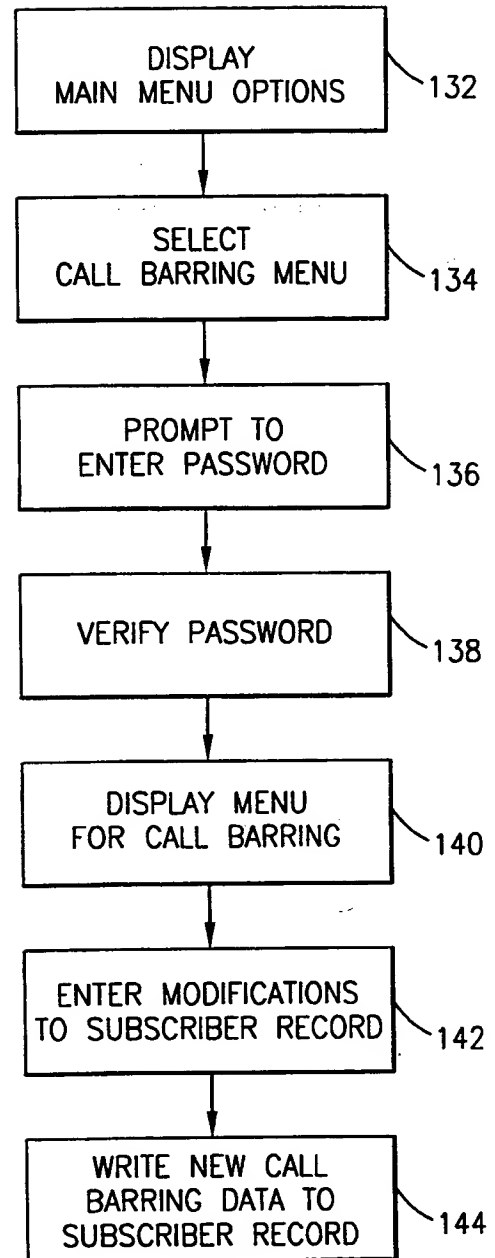 DISPLAY
MAIN MENU OPTIONS
132
SELECT
CALL BARRING MENU
134
PROMPT TO
ENTER PASSWORD
136
VERIFY PASSWORD
138
DISPLAY MENU
FOR CALL BARRING
140
ENTER MODIFICATIONS
TO SUBSCRIBER RECORD
142
WRITE NEW CALL
BARRING DATA TO
SUBSCRIBER RECORD
144